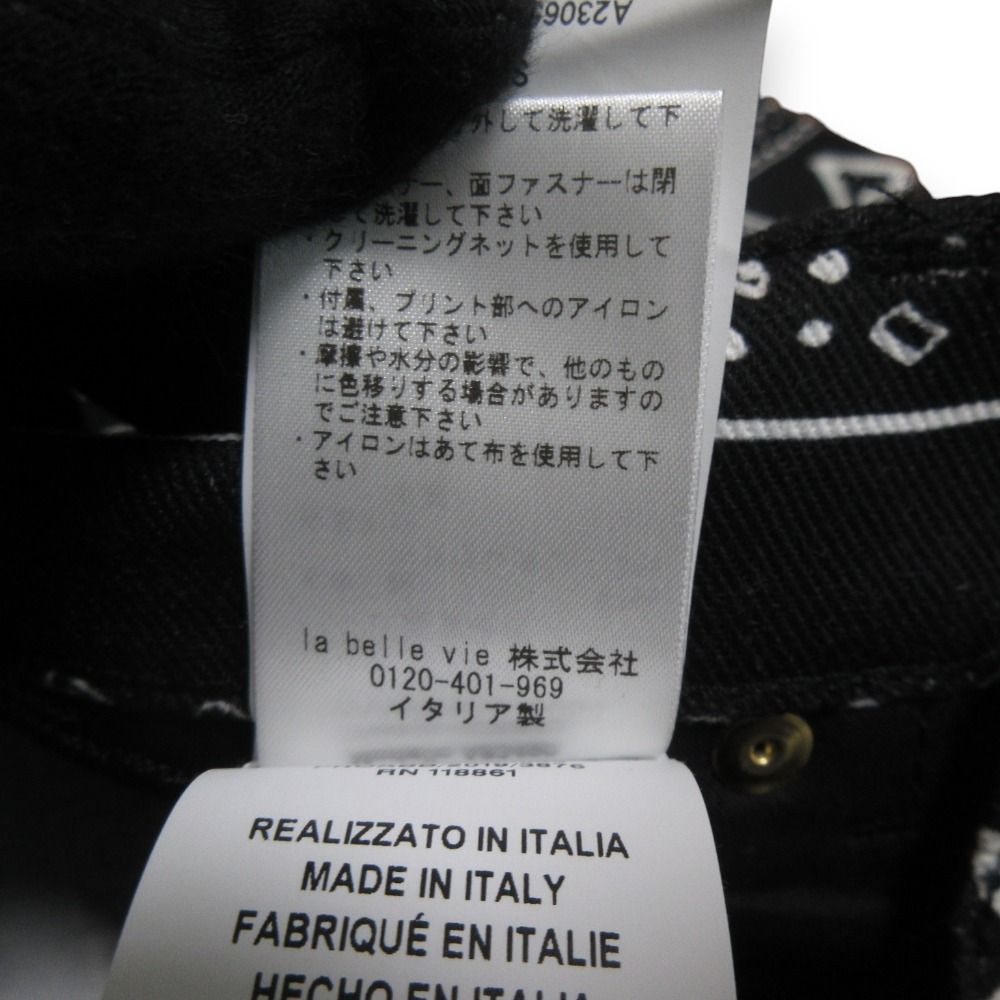 A2306
外して洗濯して下
ナー、面ファスナーは閉
て洗濯して下さい
・クリーニングネットを使用して
下さい
・付属、プリント部へのアイロン
は避けて下さい
・摩擦や水分の影響で、他のもの
に色移りする場合がありますの
でご注意下さい
・アイロンはあて布を使用して下
さい
la belle vie 株式会社
0120-401-969
イタリア製
RN 118861
REALIZZATO IN ITALIA
MADE IN ITALY
FABRIQUÉ EN ITALIE
HECHO EN ITALIA